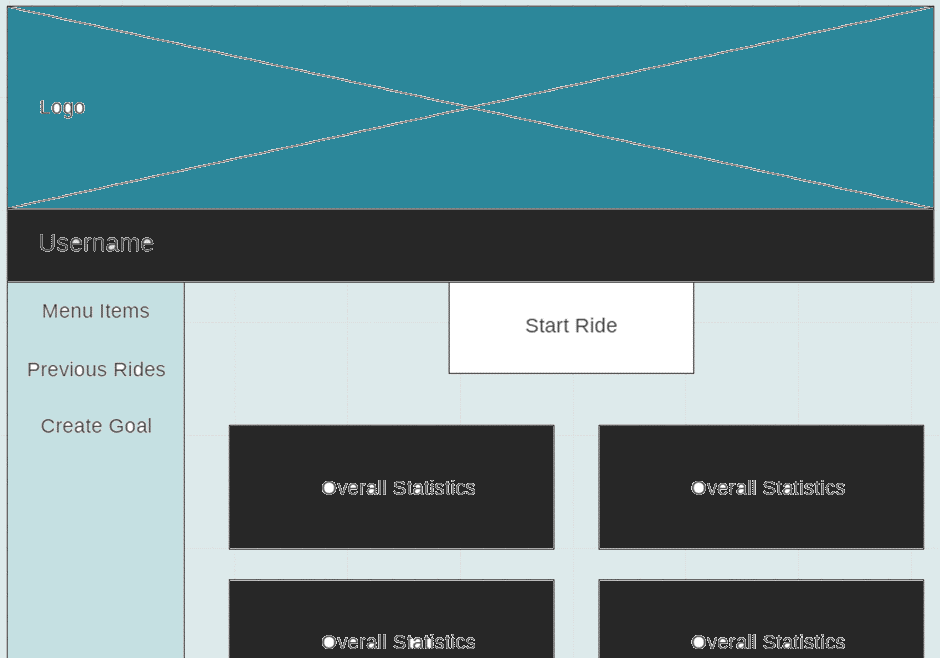 Logo
Username
Menu Items
Start Ride
Previous Rides
Create Goal
Overall Statistics
Overall Statistics
Overall Statistics
Overall Statistics